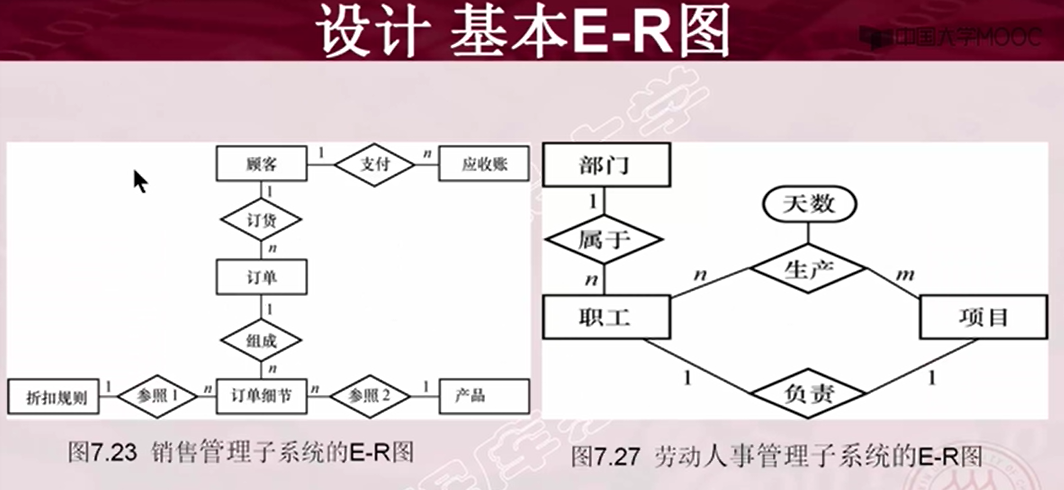 设计 基本E-R图
中国大学MOOC
顾客
1
支付
n
应收账
1
订货
n
订单
1
组成
n
折扣规则
1
参照1
n
订单细节
n
参照2
1
产品
图7.23 销售管理子系统的E-R图
部门
1
属于
n
职工
天数
n
生产
m
项目
1
负责
1
图7.27 劳动人事管理子系统的E-R图